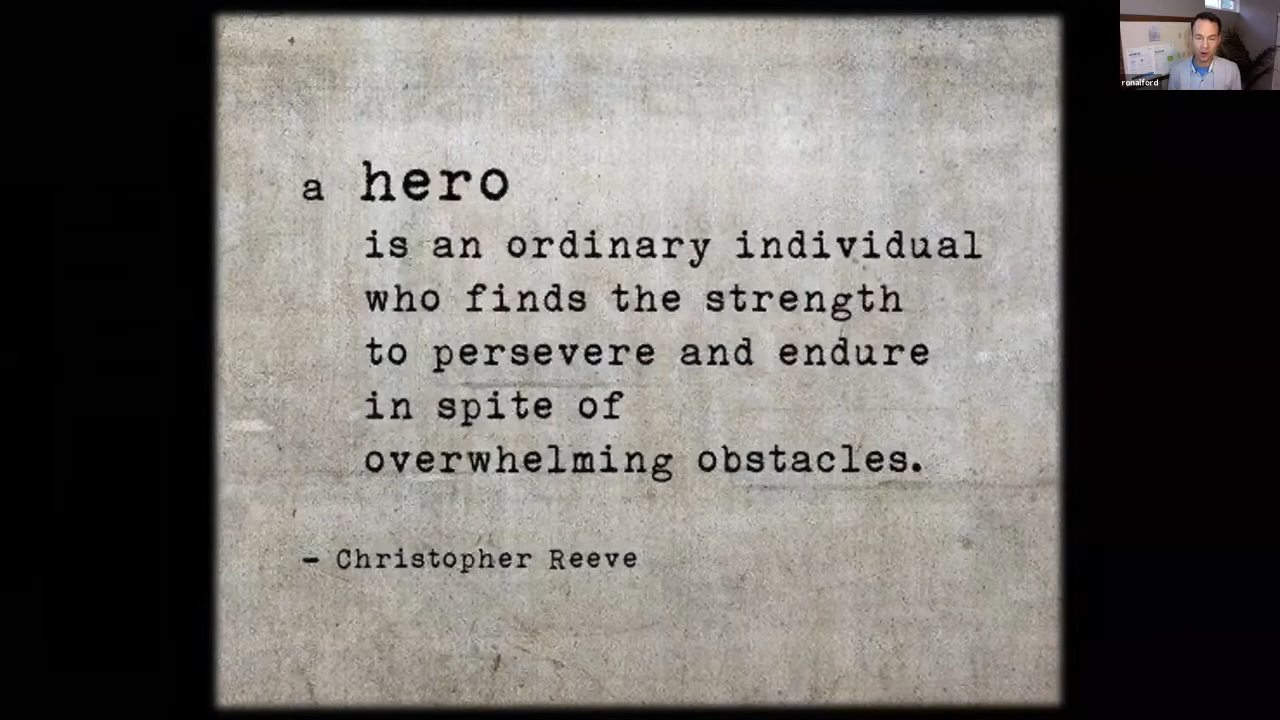 a hero
is an ordinary individual
who finds the strength
to persevere and endure
in spite of
overwhelming obstacles.
– Christopher Reeve
ronalford